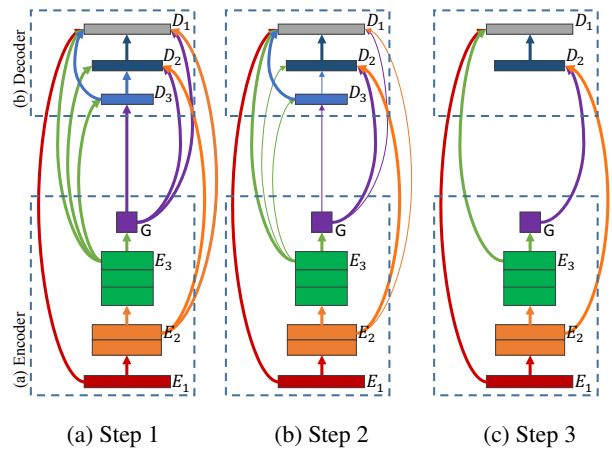 (b) Decoder
D1
D2
D3
G
E3
E2
E1
(a) Encoder
D1
D2
D3
G
E3
E2
E1
D1
D2
G
E3
E2
E1
(a) Step 1
(b) Step 2
(c) Step 3